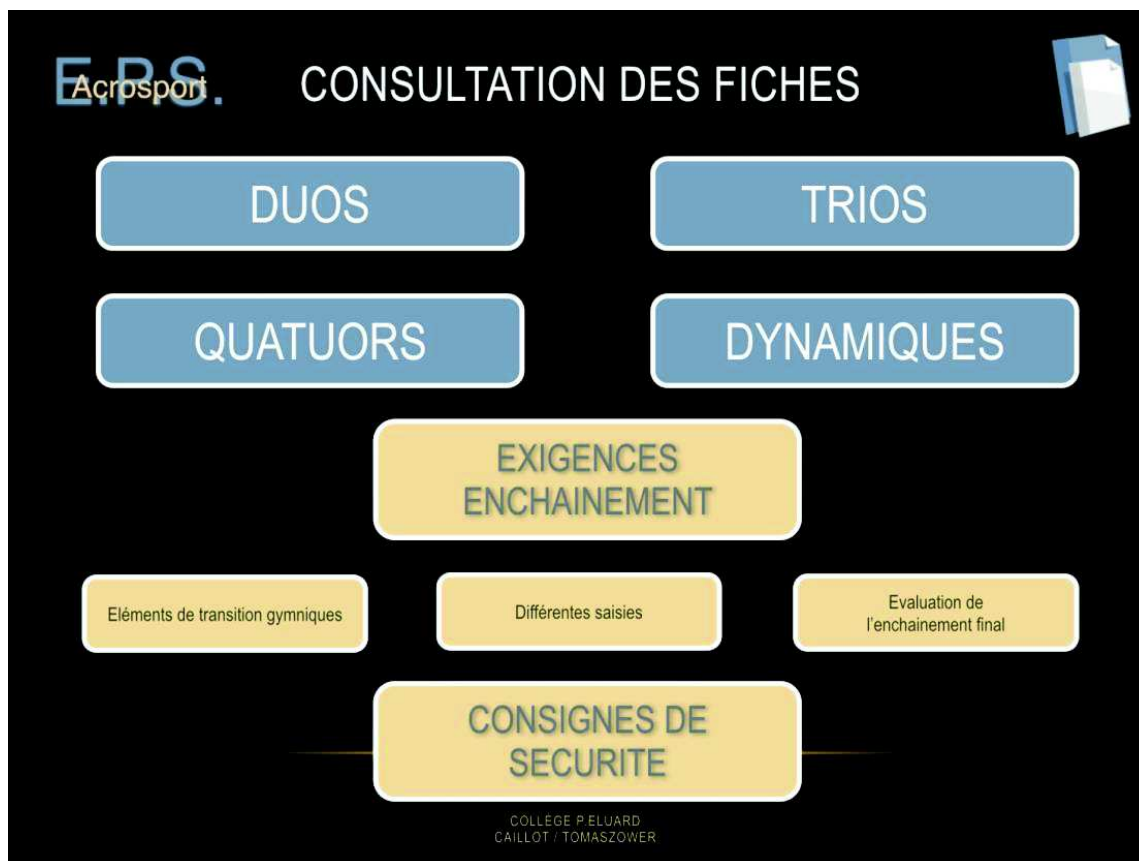 E.P.S.
Acrosport
CONSULTATION DES FICHES
DUOS
TRIOS
QUATUORS
DYNAMIQUES
EXIGENCES
ENCHAINEMENT
Eléments de transition gymniques
Différentes saisies
Evaluation de
l'enchainement final
CONSIGNES DE
SECURITE
COLLÈGE P.ELUARD
CAILLOT / TOMASZOWER